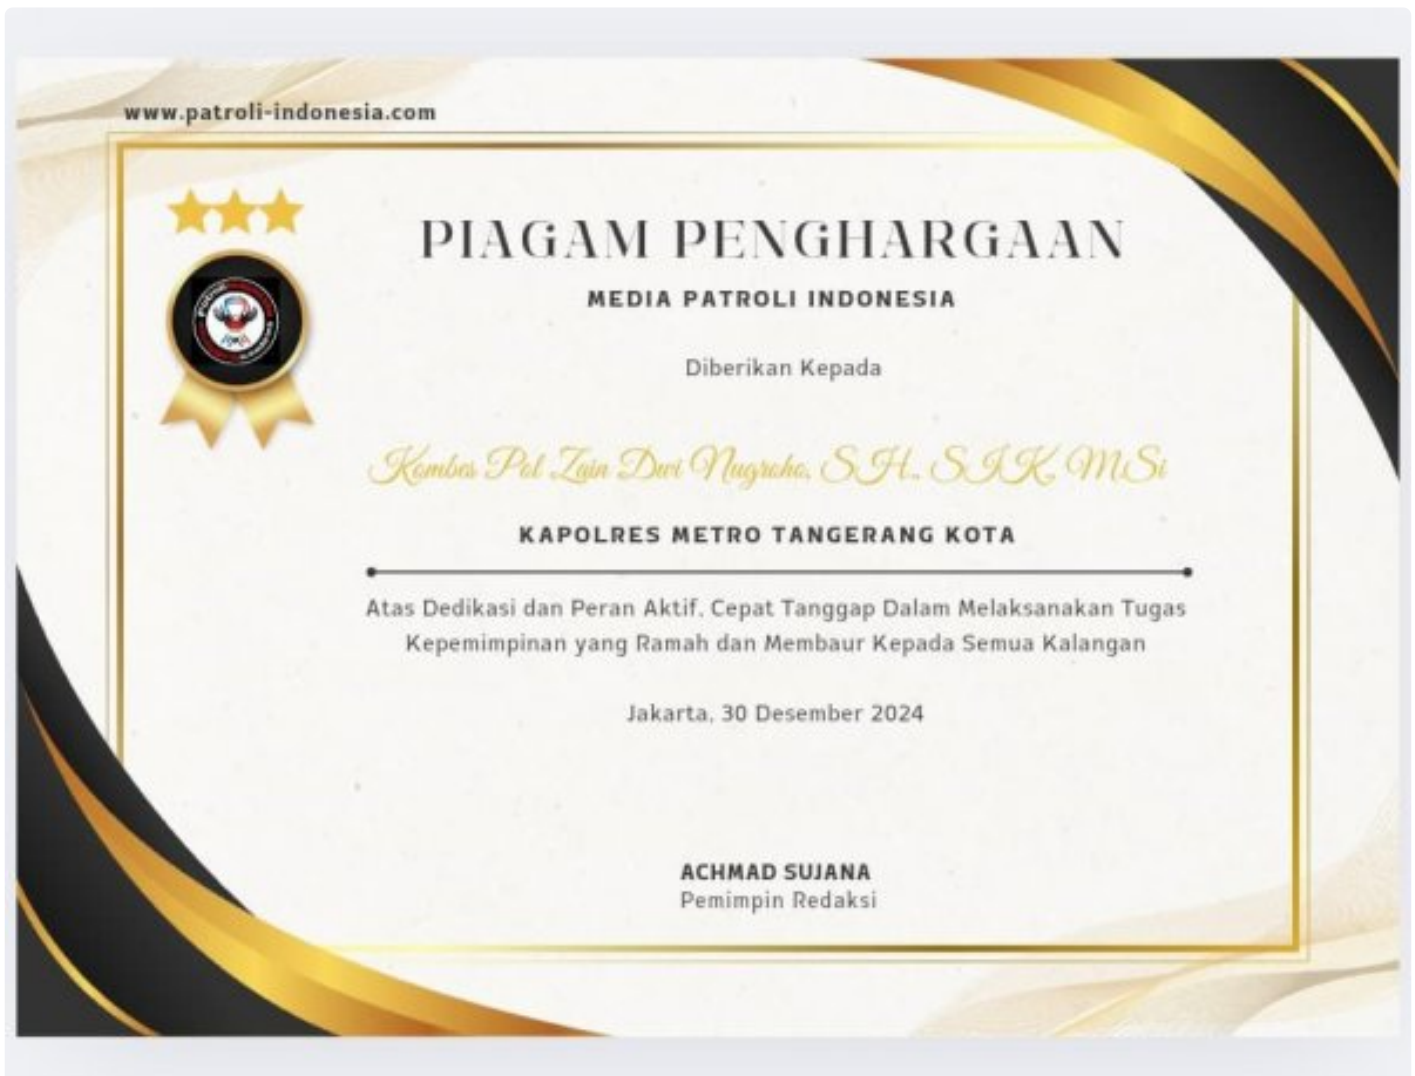 www.patroli-indonesia.com
PIAGAM PENGHARGAAN
MEDIA PATROLI INDONESIA
Diberikan Kepada
Kombes Pol Zain Dwi Nugroho, S.H., S.I.K, M.Si
KAPOLRES METRO TANGERANG KOTA
Atas Dedikasi dan Peran Aktif, Cepat Tanggap Dalam Melaksanakan Tugas
Kepemimpinan yang Ramah dan Membaur Kepada Semua Kalangan
Jakarta, 30 Desember 2024
ACHMAD SUJANA
Pemimpin Redaksi